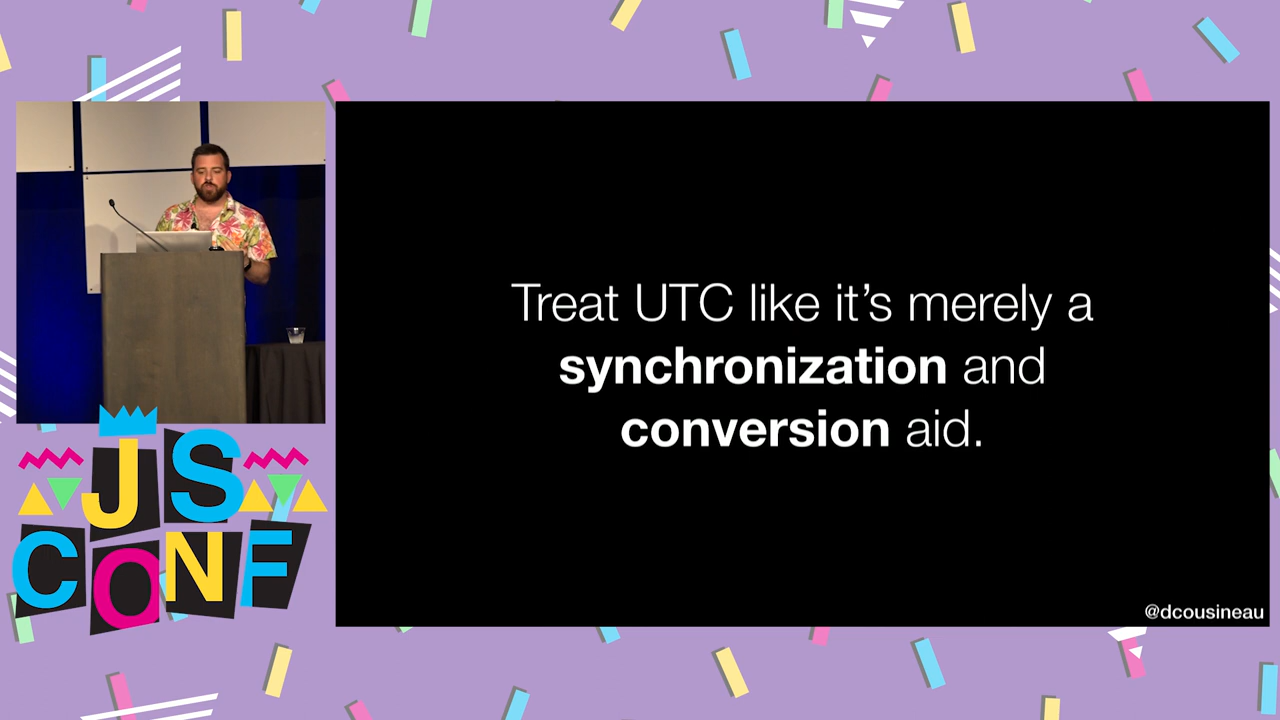 Treat UTC like it’s merely a
synchronization and
conversion aid.
@dcousineau
JS
CONF